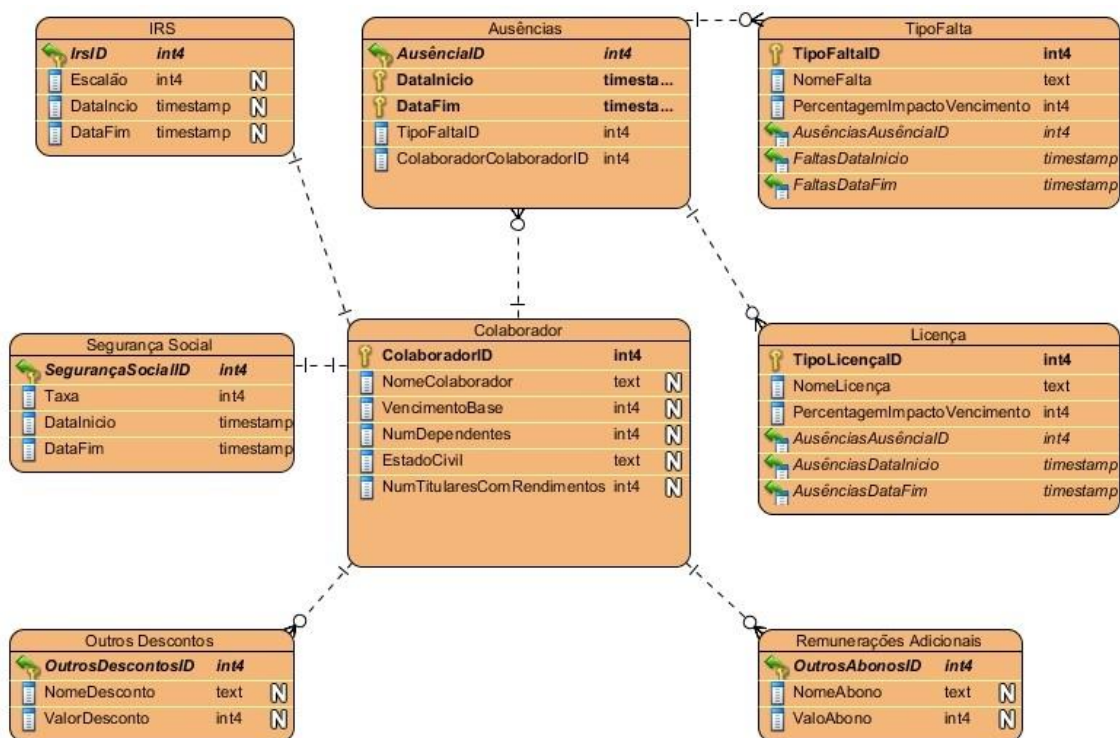 IRS
IrsID int4
Escalão int4 N
DataIncio timestamp N
DataFim timestamp N
Ausências
AusênciaID int4
DataInicio timesta...
DataFim timesta...
TipoFaltaID int4
ColaboradorColaboradorID int4
TipoFalta
TipoFaltaID int4
NomeFalta text
PercentagemImpactoVencimento int4
AusênciasAusênciaID int4
FaltasDataInicio timestamp
FaltasDataFim timestamp
Segurança Social
SegurançaSocialID int4
Taxa int4
DataInicio timestamp
DataFim timestamp
Colaborador
ColaboradorID int4
NomeColaborador text N
VencimentoBase int4 N
NumDependentes int4 N
EstadoCivil text N
NumTitularesComRendimentos int4 N
Licença
TipoLicençaID int4
NomeLicença text
PercentagemImpactoVencimento int4
AusênciasAusênciaID int4
AusênciasDataInicio timestamp
AusênciasDataFim timestamp
Outros Descontos
OutrosDescontosID int4
NomeDesconto text N
ValorDesconto int4 N
Remunerações Adicionais
OutrosAbonosID int4
NomeAbono text N
ValoAbono int4 N